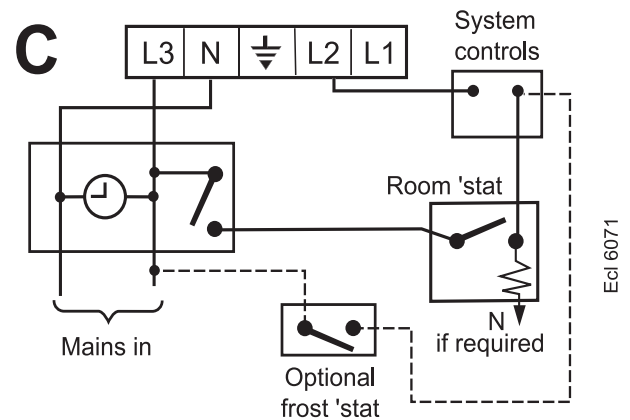 C
L3 N L2 L1
System
controls
Room 'stat
N
if required
Mains in
Optional
frost 'stat
Ecl 6071